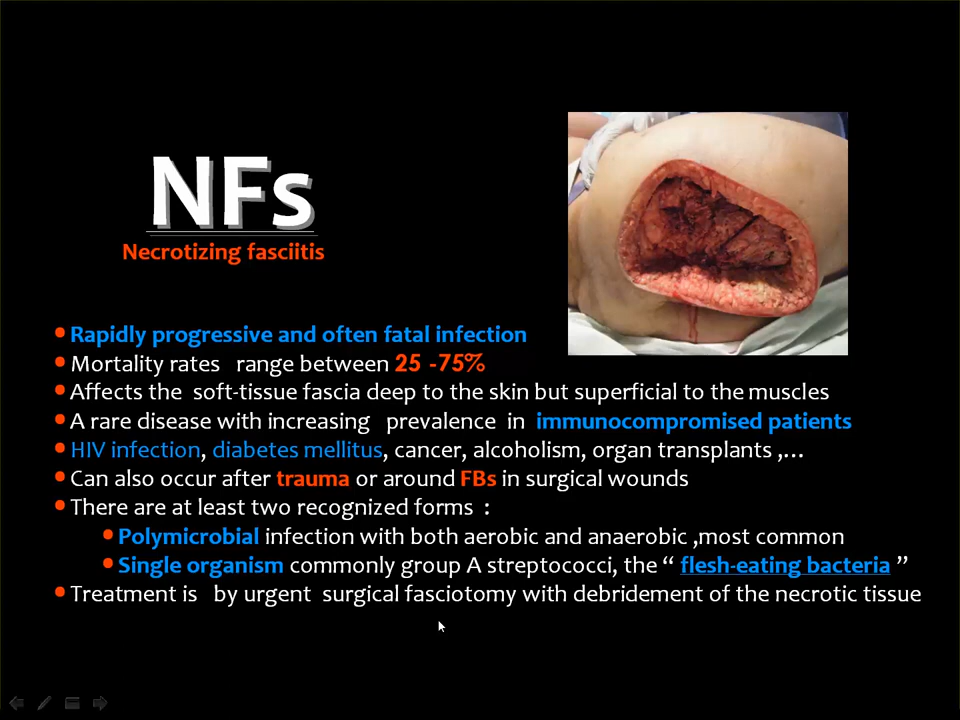 NFs
Necrotizing fasciitis
Rapidly progressive and often fatal infection
Mortality rates range between 25 -75%
Affects the soft-tissue fascia deep to the skin but superficial to the muscles
A rare disease with increasing prevalence in immunocompromised patients
HIV infection, diabetes mellitus, cancer, alcoholism, organ transplants ,…
Can also occur after trauma or around FBs in surgical wounds
There are at least two recognized forms :
Polymicrobial infection with both aerobic and anaerobic ,most common
Single organism commonly group A streptococci, the “ flesh-eating bacteria ”
Treatment is by urgent surgical fasciotomy with debridement of the necrotic tissue